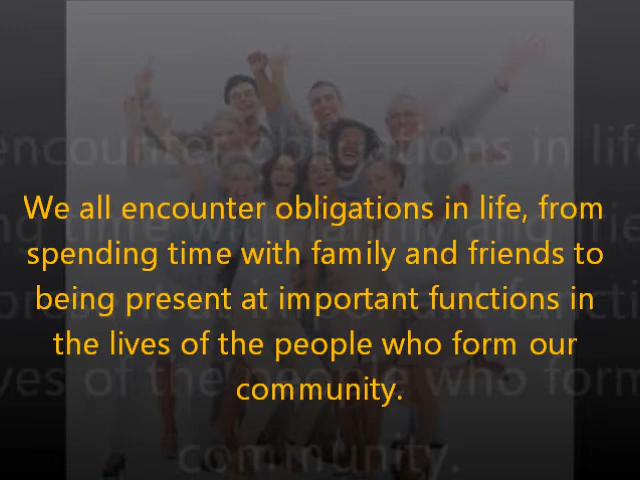 We all encounter obligations in life, from
spending time with family and friends to
being present at important functions in
the lives of the people who form our
community.